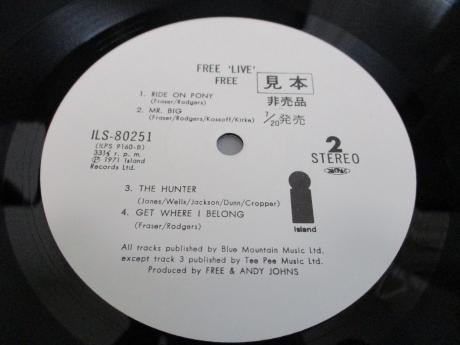 FREE 'LIVE'
FREE
見本
非売品
1/20発売
1. RIDE ON PONY
(Fraser/Rodgers)
2. MR. BIG
(Fraser/Rodgers/Kossoff/Kirke)
ILS-80251
(ILPS 9160-B)
33⅓ r. p. m.
Ⓟ 1971 Island
Records Ltd.
2
STEREO
3. THE HUNTER
(Jones/Wells/Jackson/Dunn/Cropper)
4. GET WHERE I BELONG
(Fraser/Rodgers)
island
All tracks published by Blue Mountain Music Ltd.
except track 3 published by Tee Pee Music Ltd.
Produced by FREE & ANDY JOHNS